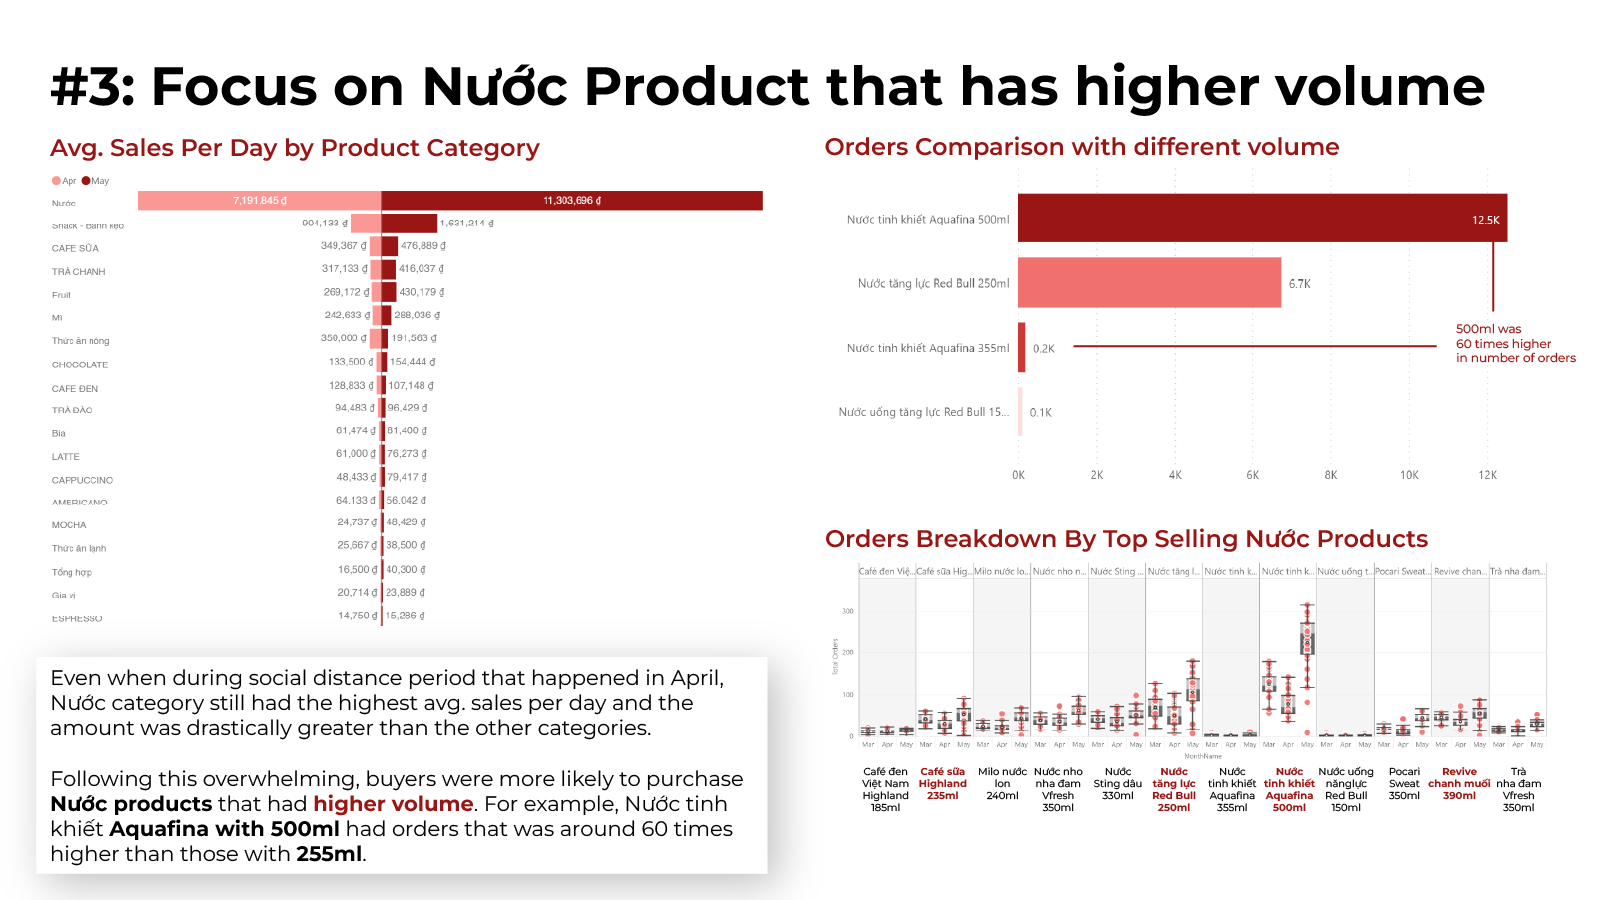 #3: Focus on Nước Product that has higher volume
Avg. Sales Per Day by Product Category
Apr May
Nước 7,191,845 ₫ 11,303,696 ₫
Snack - Bánh kẹo 1,631,214 ₫
CAFE SỮA 349,367 ₫ 476,889 ₫
TRÀ CHANH 317,133 ₫ 416,037 ₫
Fruit 269,172 ₫ 430,179 ₫
Mì 242,633 ₫ 288,036 ₫
Thức ăn nóng 350,000 ₫ 191,563 ₫
CHOCOLATE 133,500 ₫ 154,444 ₫
CAFE ĐEN 128,833 ₫ 107,148 ₫
TRÀ ĐÀO 94,483 ₫ 96,429 ₫
Bia 61,474 ₫ 81,400 ₫
LATTE 61,000 ₫ 76,273 ₫
CAPPUCCINO 48,433 ₫ 79,417 ₫
AMERICANO 64,133 ₫ 56,042 ₫
MOCHA 24,737 ₫ 48,429 ₫
Thức ăn lạnh 25,667 ₫ 38,500 ₫
Tổng hợp 16,500 ₫ 40,300 ₫
Gia vị 20,714 ₫ 23,889 ₫
ESPRESSO 14,750 ₫ 15,286 ₫
Even when during social distance period that happened in April,
Nước category still had the highest avg. sales per day and the
amount was drastically greater than the other categories.
Following this overwhelming, buyers were more likely to purchase
Nước products that had higher volume. For example, Nước tinh
khiết Aquafina with 500ml had orders that was around 60 times
higher than those with 255ml.
Orders Comparison with different volume
Nước tinh khiết Aquafina 500ml 12.5K
Nước tăng lực Red Bull 250ml 6.7K
Nước tinh khiết Aquafina 355ml 0.2K
Nước uống tăng lực Red Bull 15... 0.1K
0K 2K 4K 6K 8K 10K 12K
500ml was
60 times higher
in number of orders
Orders Breakdown By Top Selling Nước Products
Café đen Việ... Café sữa Hig... Milo nước lo... Nước nho n... Nước Sting ... Nước tăng l... Nước tinh k... Nước tinh k... Nước uống t... Pocari Sweat... Revive chan... Trà nha đam...
Total Orders
300
200
100
0
Mar Apr May Mar Apr May Mar Apr May Mar Apr May Mar Apr May Mar Apr May Mar Apr May Mar Apr May Mar Apr May Mar Apr May Mar Apr May Mar Apr May
MonthName
Café đen Việt Nam Highland 185ml
Café sữa Highland 235ml
Milo nước lon 240ml
Nước nho nha đam Vfresh 350ml
Nước Sting dâu 330ml
Nước tăng lực Red Bull 250ml
Nước tinh khiết Aquafina 355ml
Nước tinh khiết Aquafina 500ml
Nước uống nănglực Red Bull 150ml
Pocari Sweat 350ml
Revive chanh muối 390ml
Trà nha đam Vfresh 350ml